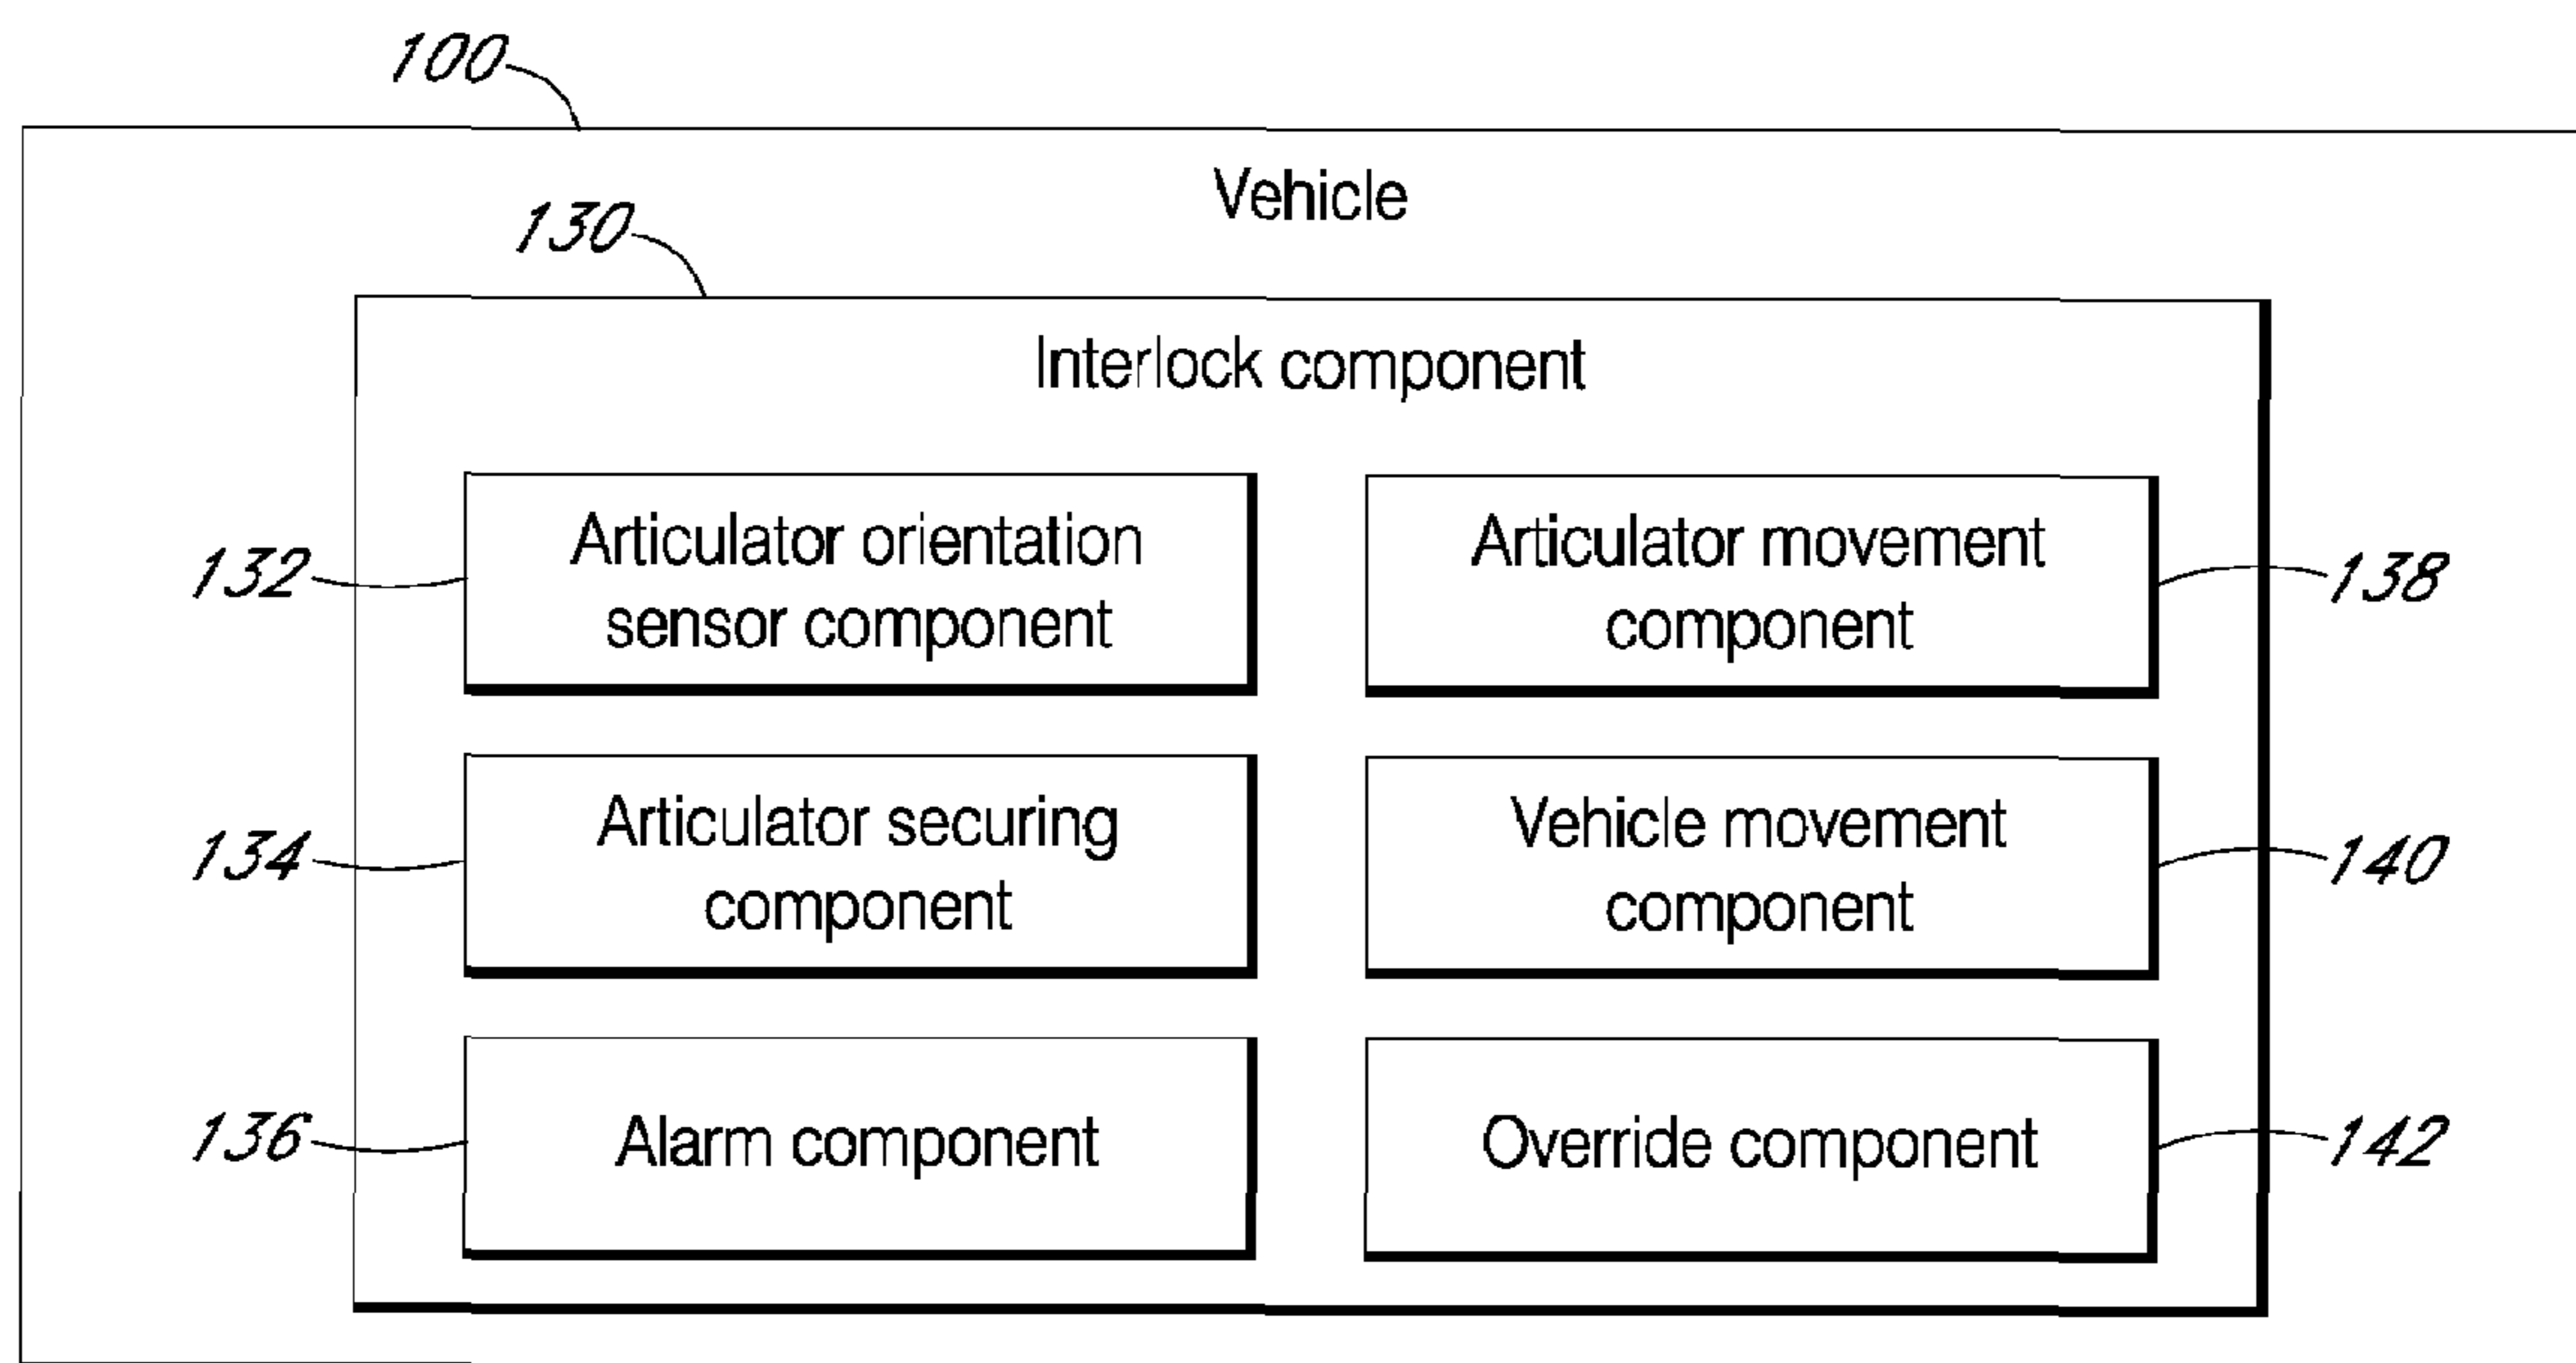 100
Vehicle
130
Interlock component
132
Articulator orientation
sensor component
Articulator movement
component
138
134
Articulator securing
component
Vehicle movement
component
140
136
Alarm component
Override component
142